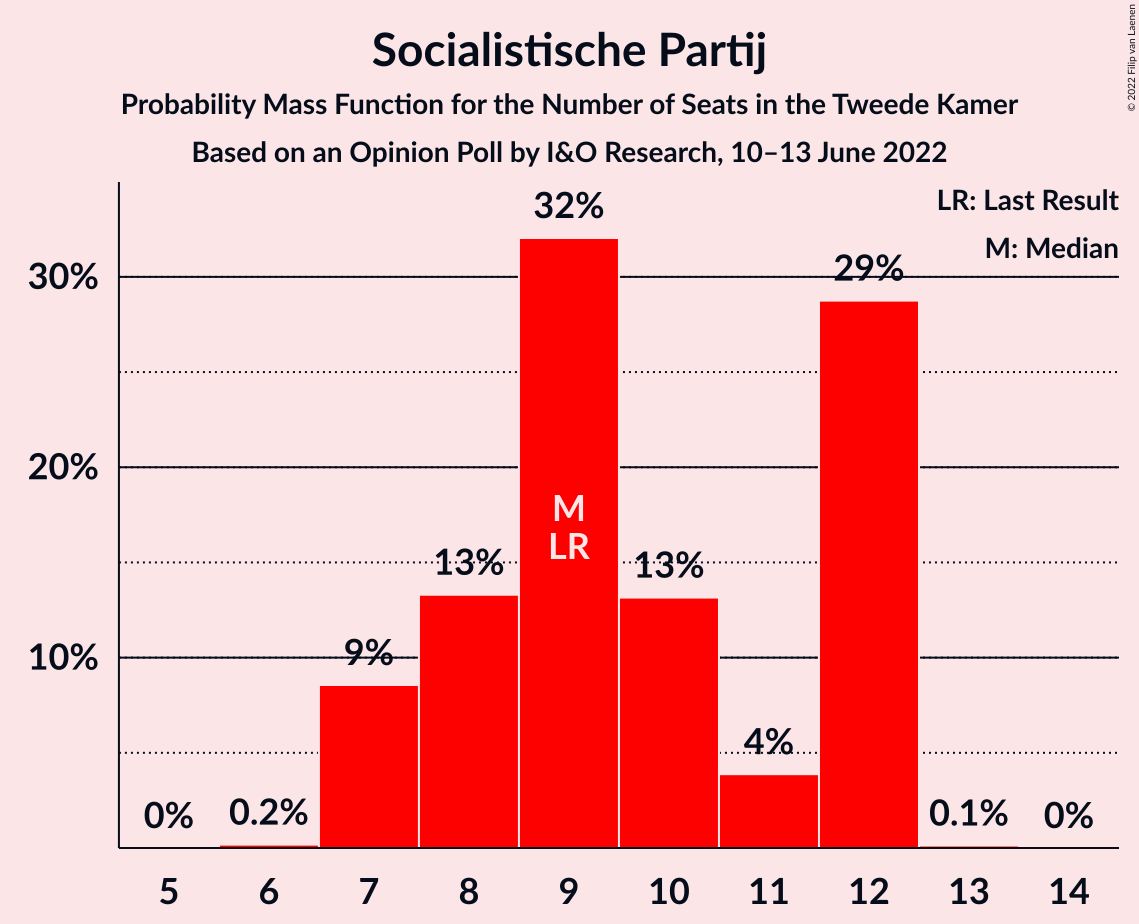 © 2022 Filip van Laenen
Socialistische Partij
Probability Mass Function for the Number of Seats in the Tweede Kamer
Based on an Opinion Poll by I&O Research, 10–13 June 2022
LR: Last Result
M: Median
32%
29%
30%
20%
M
LR
13%
13%
9%
10%
4%
0%
0.2%
0.1%
0%
5 6 7 8 9 10 11 12 13 14